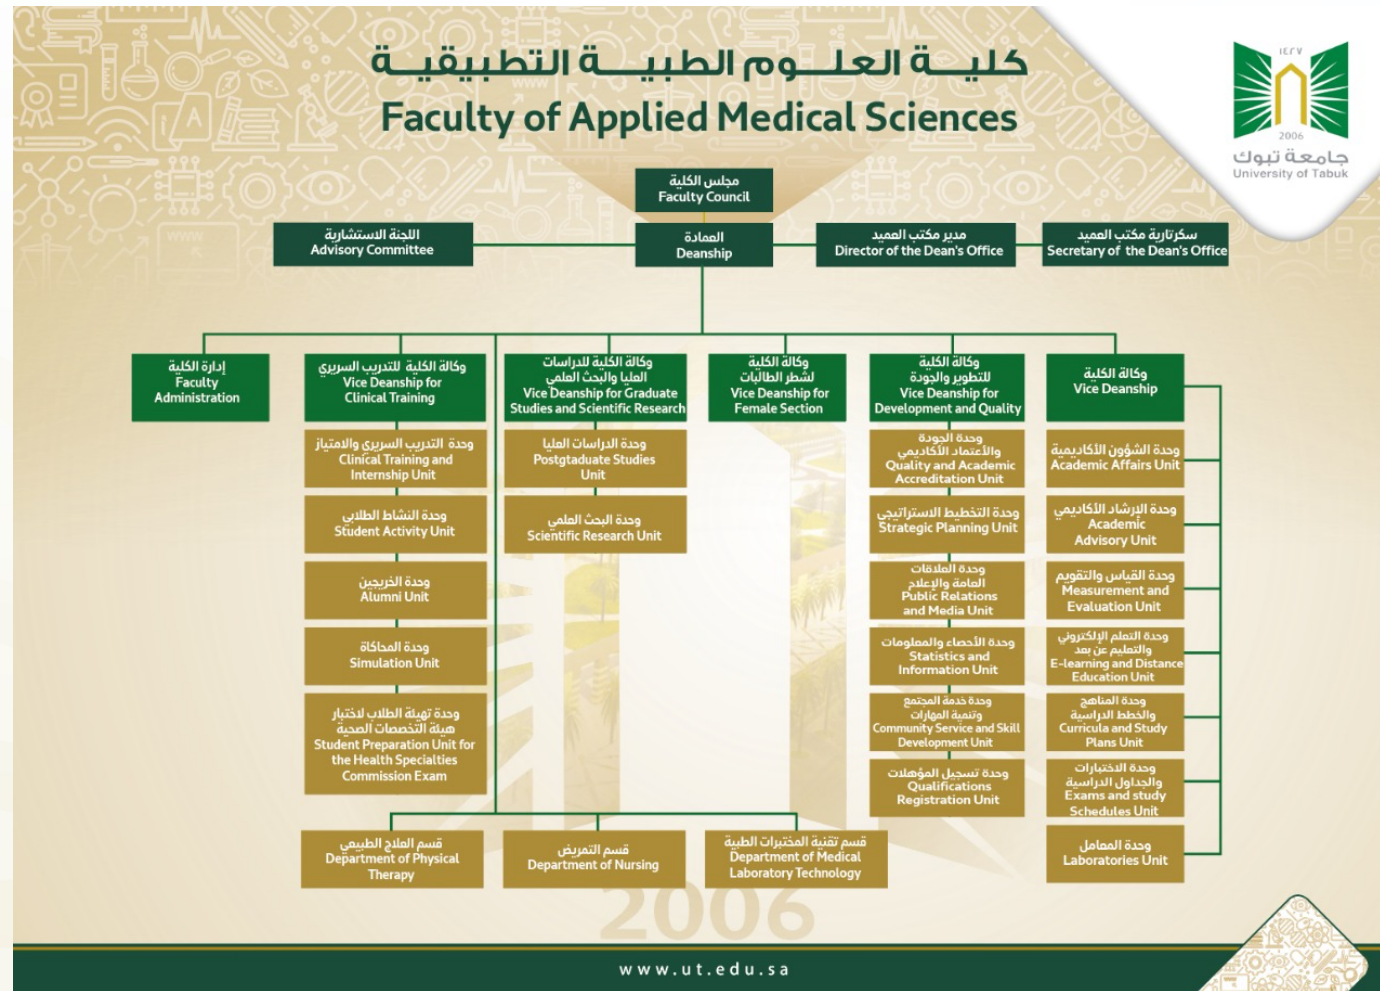 كليـــة العلـــوم الطبيـــة التطبيقيـــة
Faculty of Applied Medical Sciences
١٤٢٧
2006
جامعة تبوك
University of Tabuk
مجلس الكلية
Faculty Council
اللجنة الاستشارية
Advisory Committee
العمادة
Deanship
مدير مكتب العميد
Director of the Dean's Office
سكرتارية مكتب العميد
Secretary of the Dean's Office
إدارة الكلية
Faculty
Administration
وكالة الكلية للتدريب السريري
Vice Deanship for
Clinical Training
وكالة الكلية للدراسات
العليا والبحث العلمي
Vice Deanship for Graduate
Studies and Scientific Research
وكالة الكلية
لشطر الطالبات
Vice Deanship for
Female Section
وكالة الكلية
للتطوير والجودة
Vice Deanship for
Development and Quality
وكالة الكلية
Vice Deanship
وحدة التدريب السريري والامتياز
Clinical Training and
Internship Unit
وحدة النشاط الطلابي
Student Activity Unit
وحدة الخريجين
Alumni Unit
وحدة المحاكاة
Simulation Unit
وحدة تهيئة الطلاب لاختبار
هيئة التخصصات الصحية
Student Preparation Unit for
the Health Specialties
Commission Exam
وحدة الدراسات العليا
Postgtaduate Studies
Unit
وحدة البحث العلمي
Scientific Research Unit
وحدة الجودة
والأعتماد الأكاديمي
Quality and Academic
Accreditation Unit
وحدة التخطيط الاستراتيجي
Strategic Planning Unit
وحدة العلاقات
العامة والإعلام
Public Relations
and Media Unit
وحدة الأحصاء والمعلومات
Statistics and
Information Unit
وحدة خدمة المجتمع
وتنمية المهارات
Community Service and Skill
Development Unit
وحدة تسجيل المؤهلات
Qualifications
Registration Unit
وحدة الشؤون الأكاديمية
Academic Affairs Unit
وحدة الإرشاد الأكاديمي
Academic
Advisory Unit
وحدة القياس والتقويم
Measurement and
Evaluation Unit
وحدة التعلم الإلكتروني
والتعليم عن بعد
E-learning and Distance
Education Unit
وحدة المناهج
والخطط الدراسية
Curricula and Study
Plans Unit
وحدة الاختبارات
والجداول الدراسية
Exams and study
Schedules Unit
وحدة المعامل
Laboratories Unit
قسم العلاج الطبيعي
Department of Physical
Therapy
قسم التمريض
Department of Nursing
قسم تقنية المختبرات الطبية
Department of Medical
Laboratory Technology
2006
www.ut.edu.sa